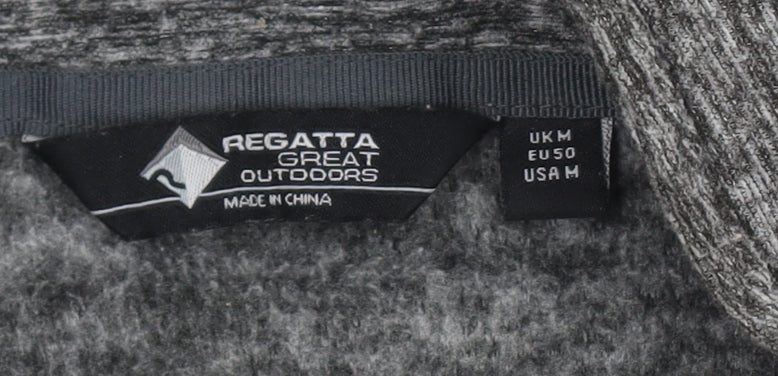 REGATTA
GREAT
OUTDOORS
MADE IN CHINA
UK M
EU 50
USA M